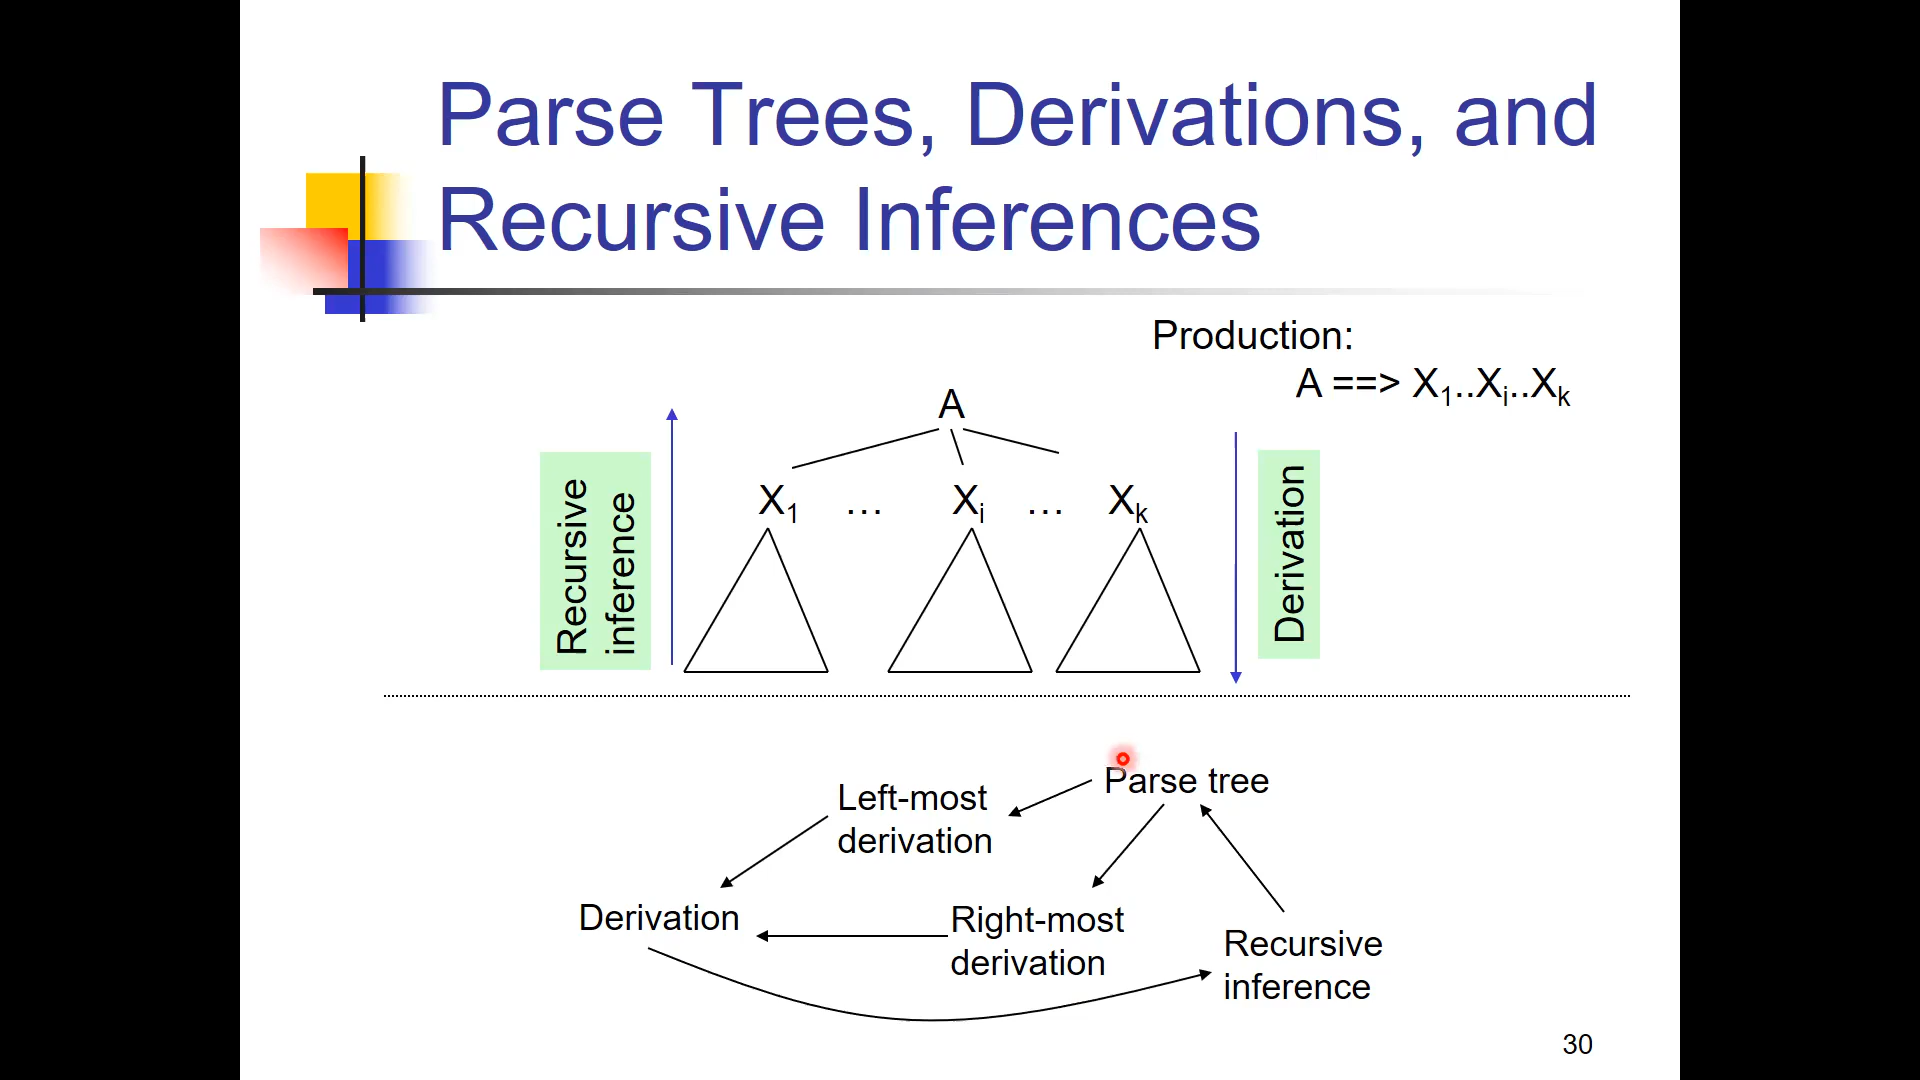 Parse Trees, Derivations, and
Recursive Inferences
Production:
A ==> X₁..Xᵢ..Xₖ
A
X₁ … Xᵢ … Xₖ
Recursive
inference
Derivation
Parse tree
Left-most
derivation
Derivation
Right-most
derivation
Recursive
inference
30